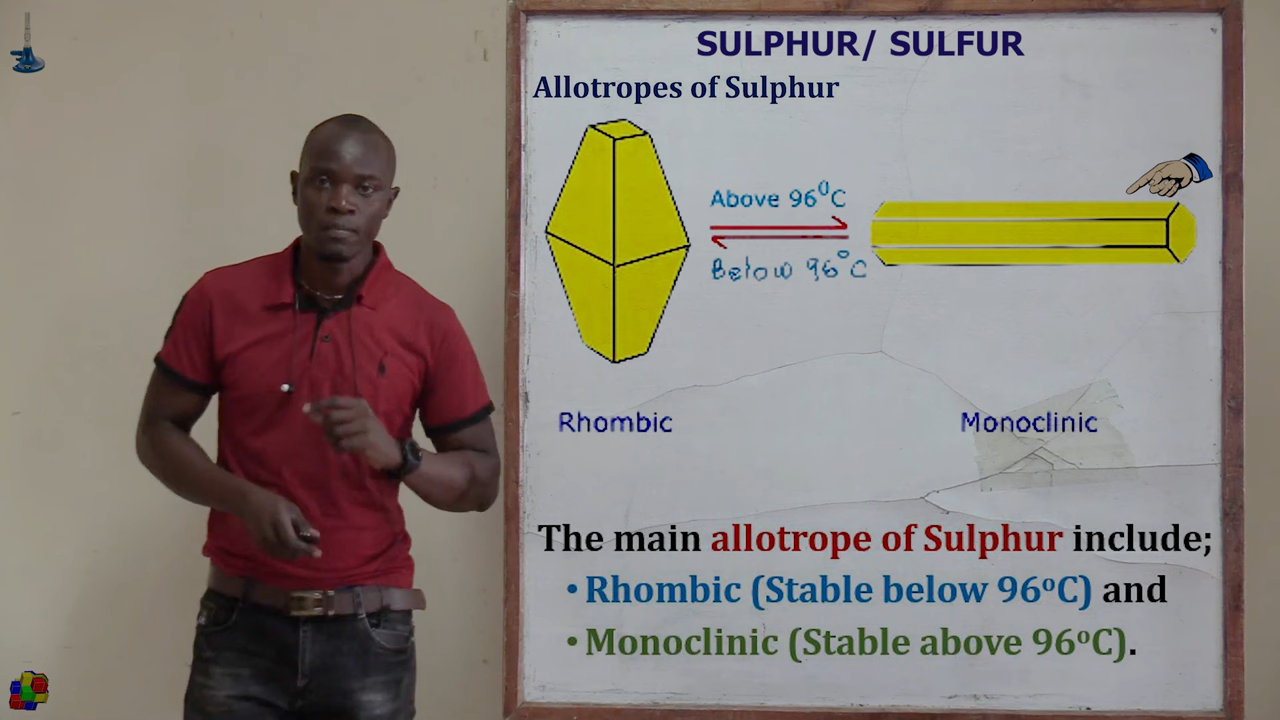 SULPHUR/ SULFUR
Allotropes of Sulphur
Above 96⁰C
Below 96°C
Rhombic
Monoclinic
The main allotrope of Sulphur include;
• Rhombic (Stable below 96ᵒC) and
• Monoclinic (Stable above 96ᵒC).